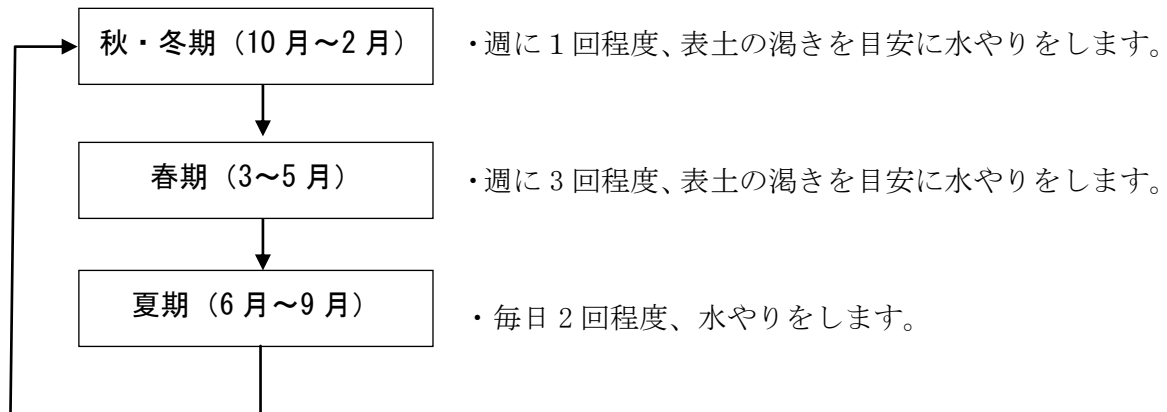 秋・冬期（10月～2月）
・週に1回程度、表土の渇きを目安に水やりをします。
春期（3～5月）
・週に3回程度、表土の渇きを目安に水やりをします。
夏期（6月～9月）
・毎日2回程度、水やりをします。